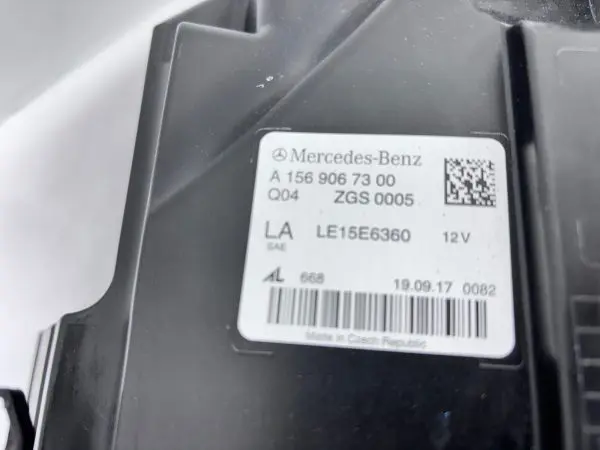 Mercedes-Benz
A 156 906 73 00
Q04 ZGS 0005
LA LE15E6360 12 V
SAE
AL 668 19.09.17 0082
Made in Czech Republic